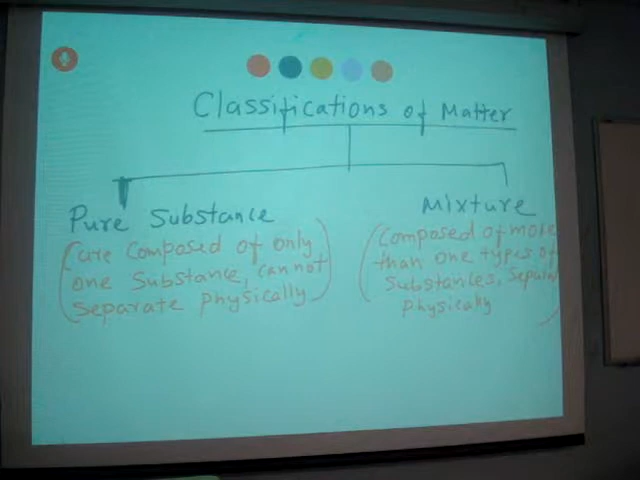 Classifications of Matter
Pure Substance
Mixture
(are composed of only
one Substance, can not
separate physically)
(composed of more
than one types of
substances,
physically)